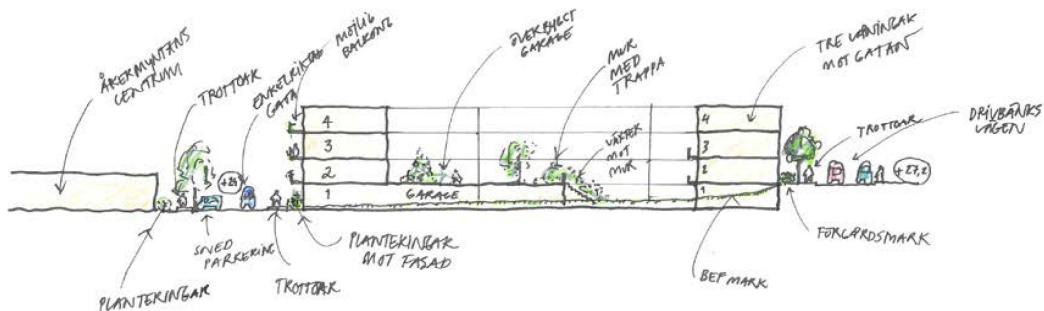 ÅKERMYNTANS
CENTRUM
TROTTOAR
ENKELRIKTAD
GATA
MÖJLIG
BALKONG
ÖVERBYGGT
GARAGE
MUR
MED
TRAPPA
VÄXTER
MOT
MUR
TRE VÅNINGAR
MOT GATAN
TROTTOAR
DRIVBÄNKS
VÄGEN
4
3
2
1
GARAGE
4
3
2
1
+27,2
PLANTERINGAR
SNED
PARKERING
TROTTOAR
PLANTERINGAR
MOT FASAD
BEF MARK
FÖRGÅRDSMARK